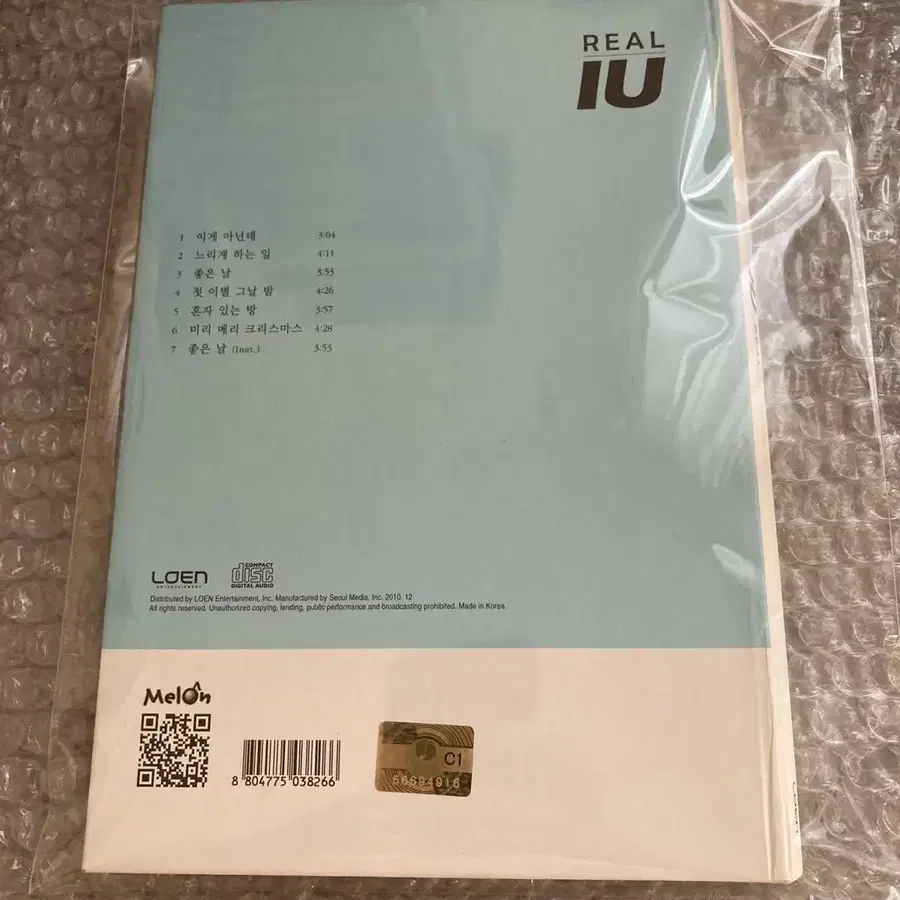 REAL
IU
1 이게 아닌데 3:04
2 느리게 하는 일 4:11
3 좋은 날 3:53
4 첫 이별 그날 밤 4:26
5 혼자 있는 방 3:57
6 미리 메리 크리스마스 4:28
7 좋은 날 (Inst.) 3:53
LOEN
ENTERTAINMENT
COMPACT
disc
DIGITAL AUDIO
Distributed by LOEN Entertainment, Inc. Manufactured by Seoul Media, Inc. 2010. 12
All rights reserved. Unauthorized copying, lending, public performance and broadcasting prohibited. Made in Korea.
Melon
8 804775 038266
C1
56694916
LOEN